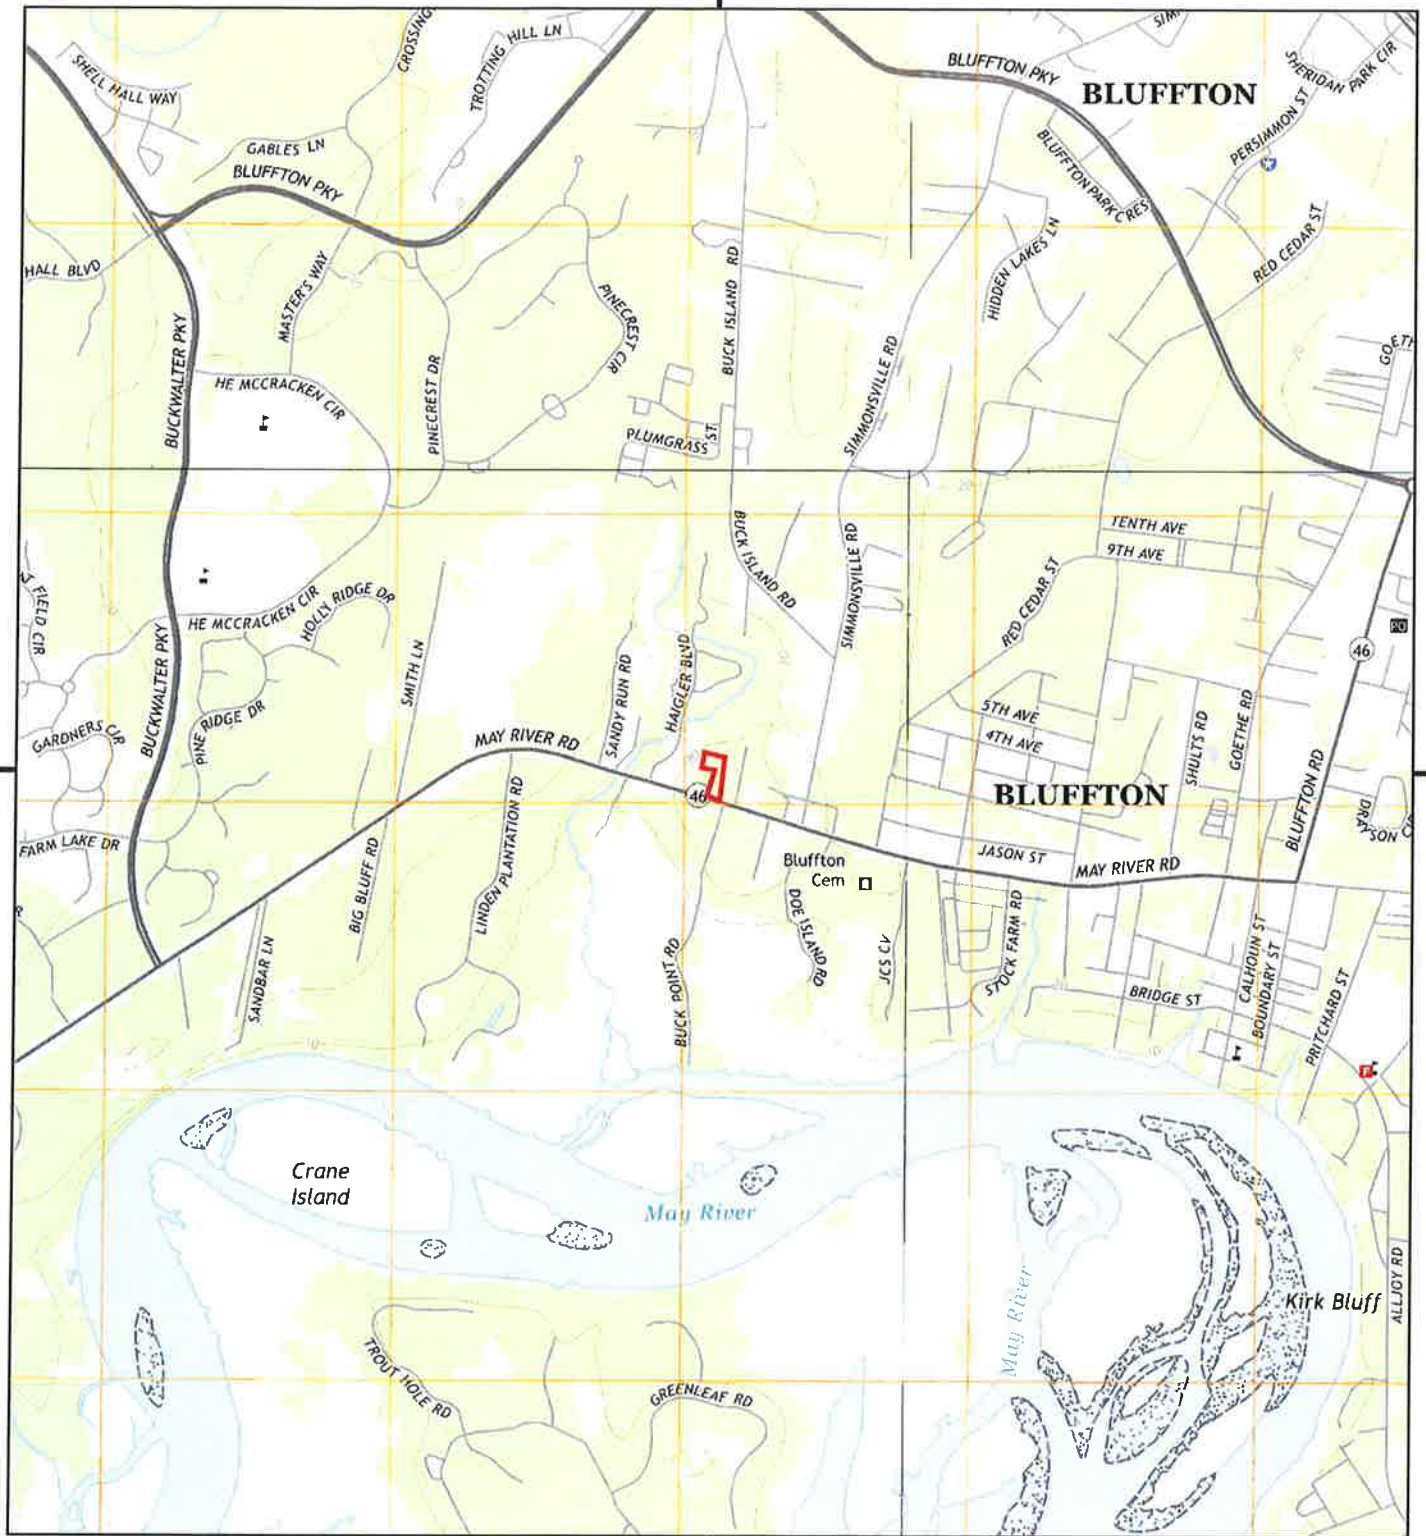 CROSSING
TROTTING HILL LN
SHELL HALL WAY
BLUFFTON PKY
BLUFFTON
SHERIDAN PARK CIR
PERSIMMON ST
GABLES LN
BLUFFTON PKY
BLUFFTON PARK CRES
RED CEDAR ST
HALL BLVD
MASTER'S WAY
HIDDEN LAKES LN
PINECREST CIR
BUCK ISLAND RD
BUCKWALTER PKY
HE MCCRACKEN CIR
PINECREST DR
SIMMONSVILLE RD
PLUMGRASS ST
BUCK ISLAND RD
SIMMONSVILLE RD
TENTH AVE
9TH AVE
RED CEDAR ST
FIELD CIR
HE MCCRACKEN CIR
HOLLY RIDGE DR
PO
46
SMITH LN
SANDY RUN RD
HAIGLER BLVD
BUCKWALTER PKY
PINE RIDGE DR
GARDNERS CIR
MAY RIVER RD
5TH AVE
4TH AVE
SHULTS RD
GOETHE RD
BLUFFTON RD
46
BLUFFTON
FARM LAKE DR
BIG BLUFF RD
LINDEN PLANTATION RD
Bluffton
Cem
JASON ST
MAY RIVER RD
DOE ISLAND RD
JCS CV
STOCK FARM RD
SANDBAR LN
BUCK POINT RD
BRIDGE ST
CALHOUN ST
BOUNDARY ST
PRITCHARD ST
Crane
Island
May River
May River
Kirk Bluff
ALLJOY RD
TROUT HOLE RD
GREENLEAF RD